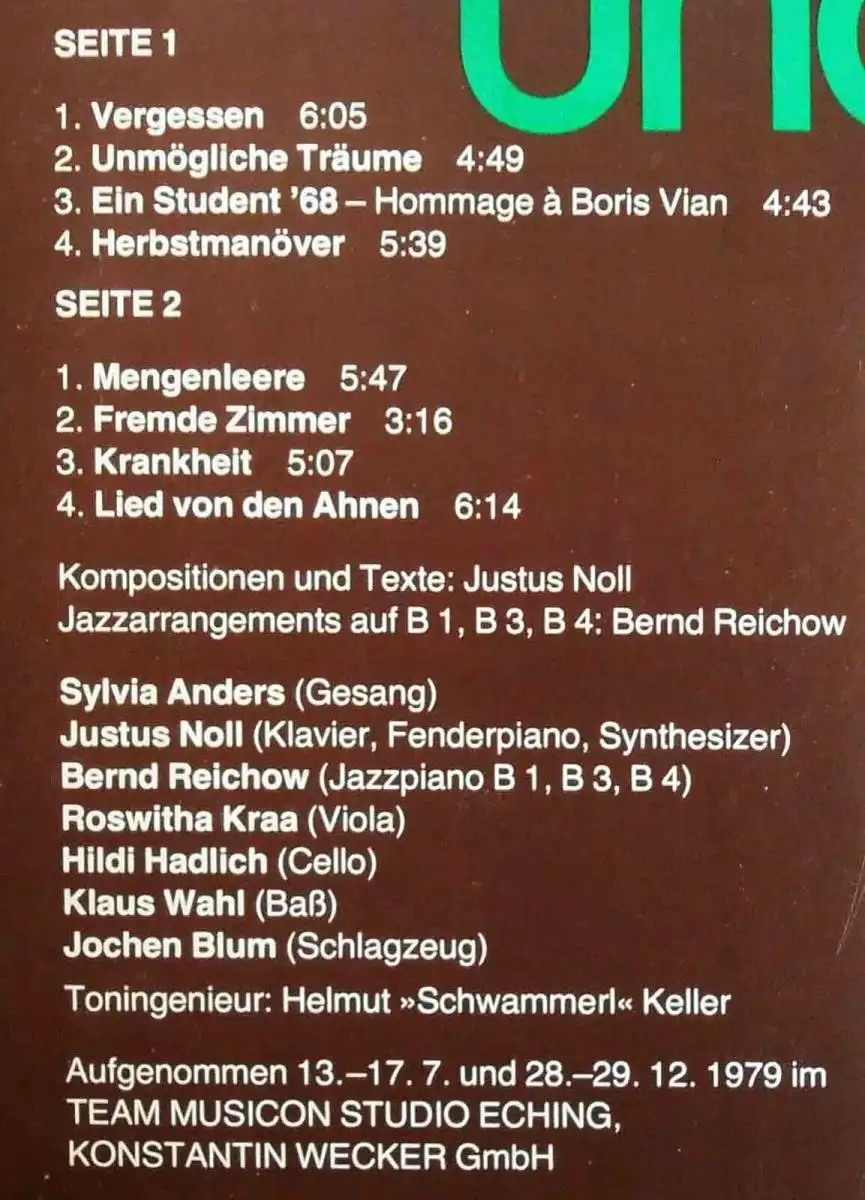 SEITE 1
1. Vergessen 6:05
2. Unmögliche Träume 4:49
3. Ein Student '68 – Hommage à Boris Vian 4:43
4. Herbstmanöver 5:39
SEITE 2
1. Mengenleere 5:47
2. Fremde Zimmer 3:16
3. Krankheit 5:07
4. Lied von den Ahnen 6:14
Kompositionen und Texte: Justus Noll
Jazzarrangements auf B 1, B 3, B 4: Bernd Reichow
Sylvia Anders (Gesang)
Justus Noll (Klavier, Fenderpiano, Synthesizer)
Bernd Reichow (Jazzpiano B 1, B 3, B 4)
Roswitha Kraa (Viola)
Hildi Hadlich (Cello)
Klaus Wahl (Baß)
Jochen Blum (Schlagzeug)
Toningenieur: Helmut »Schwammerl« Keller
Aufgenommen 13.–17. 7. und 28.–29. 12. 1979 im
TEAM MUSICON STUDIO ECHING,
KONSTANTIN WECKER GmbH